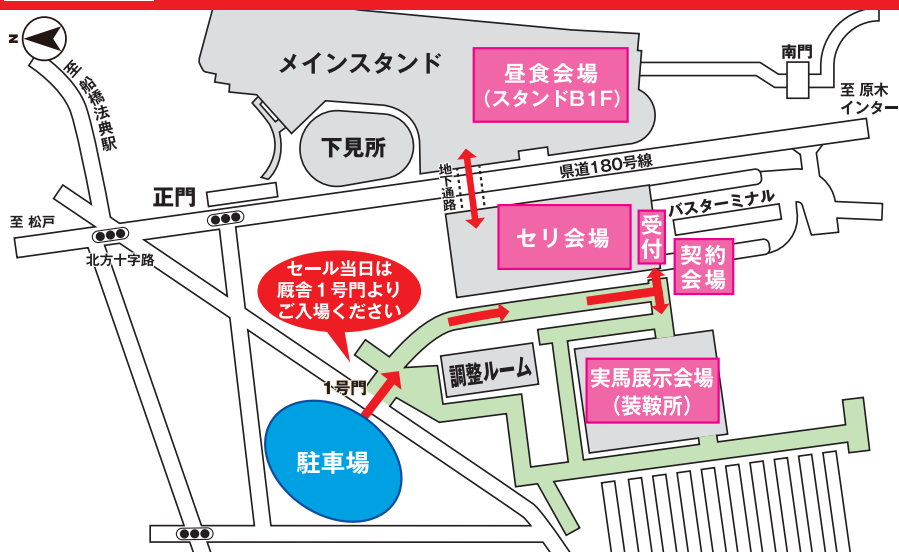 N
至 船橋法典駅
メインスタンド
昼食会場
(スタンドB1F)
南門
至 原木
インター
下見所
地下通路
県道180号線
正門
至 松戸
北方十字路
セリ会場
受付
バスターミナル
契約
会場
セール当日は
厩舎1号門より
ご入場ください
1号門
調整ルーム
実馬展示会場
(装鞍所)
駐車場